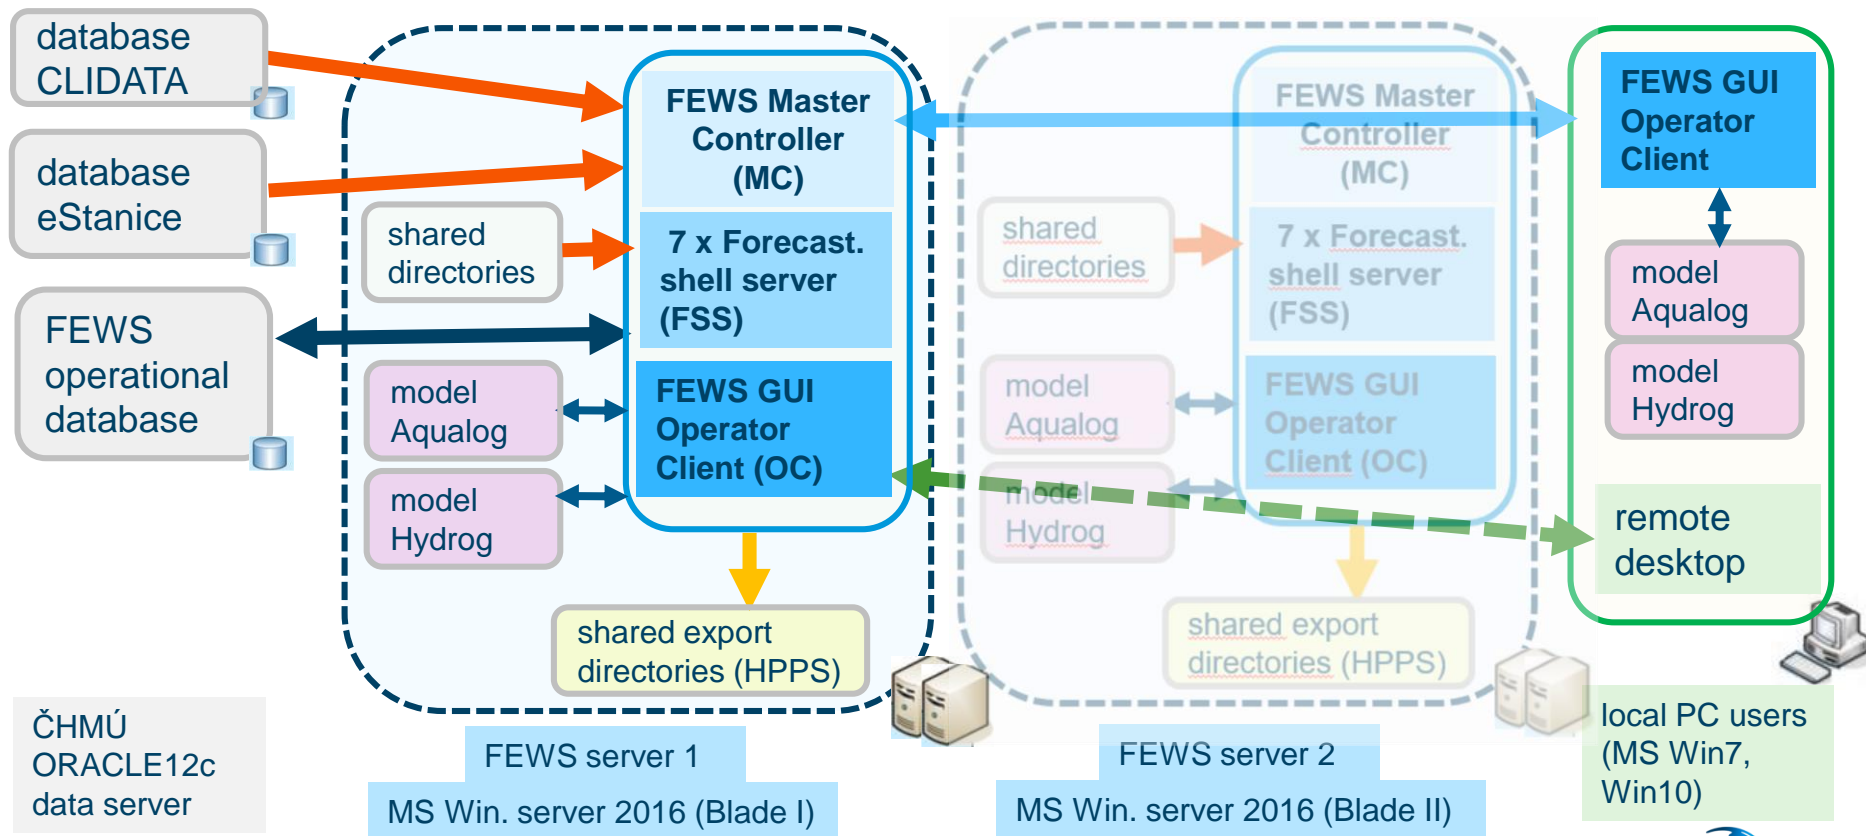 database
CLIDATA
database
eStanice
FEWS
operational
database
ČHMÚ
ORACLE12c
data server
FEWS Master
Controller
(MC)
shared
directories
7 x Forecast.
shell server
(FSS)
model
Aqualog
FEWS GUI
Operator
Client (OC)
model
Hydrog
shared export
directories (HPPS)
FEWS server 1
MS Win. server 2016 (Blade I)
FEWS Master
Controller
(MC)
shared
directories
7 x Forecast.
shell server
(FSS)
model
Aqualog
FEWS GUI
Operator
Client (OC)
model
Hydrog
shared export
directories (HPPS)
FEWS server 2
MS Win. server 2016 (Blade II)
FEWS GUI
Operator
Client
model
Aqualog
model
Hydrog
remote
desktop
local PC users
(MS Win7,
Win10)